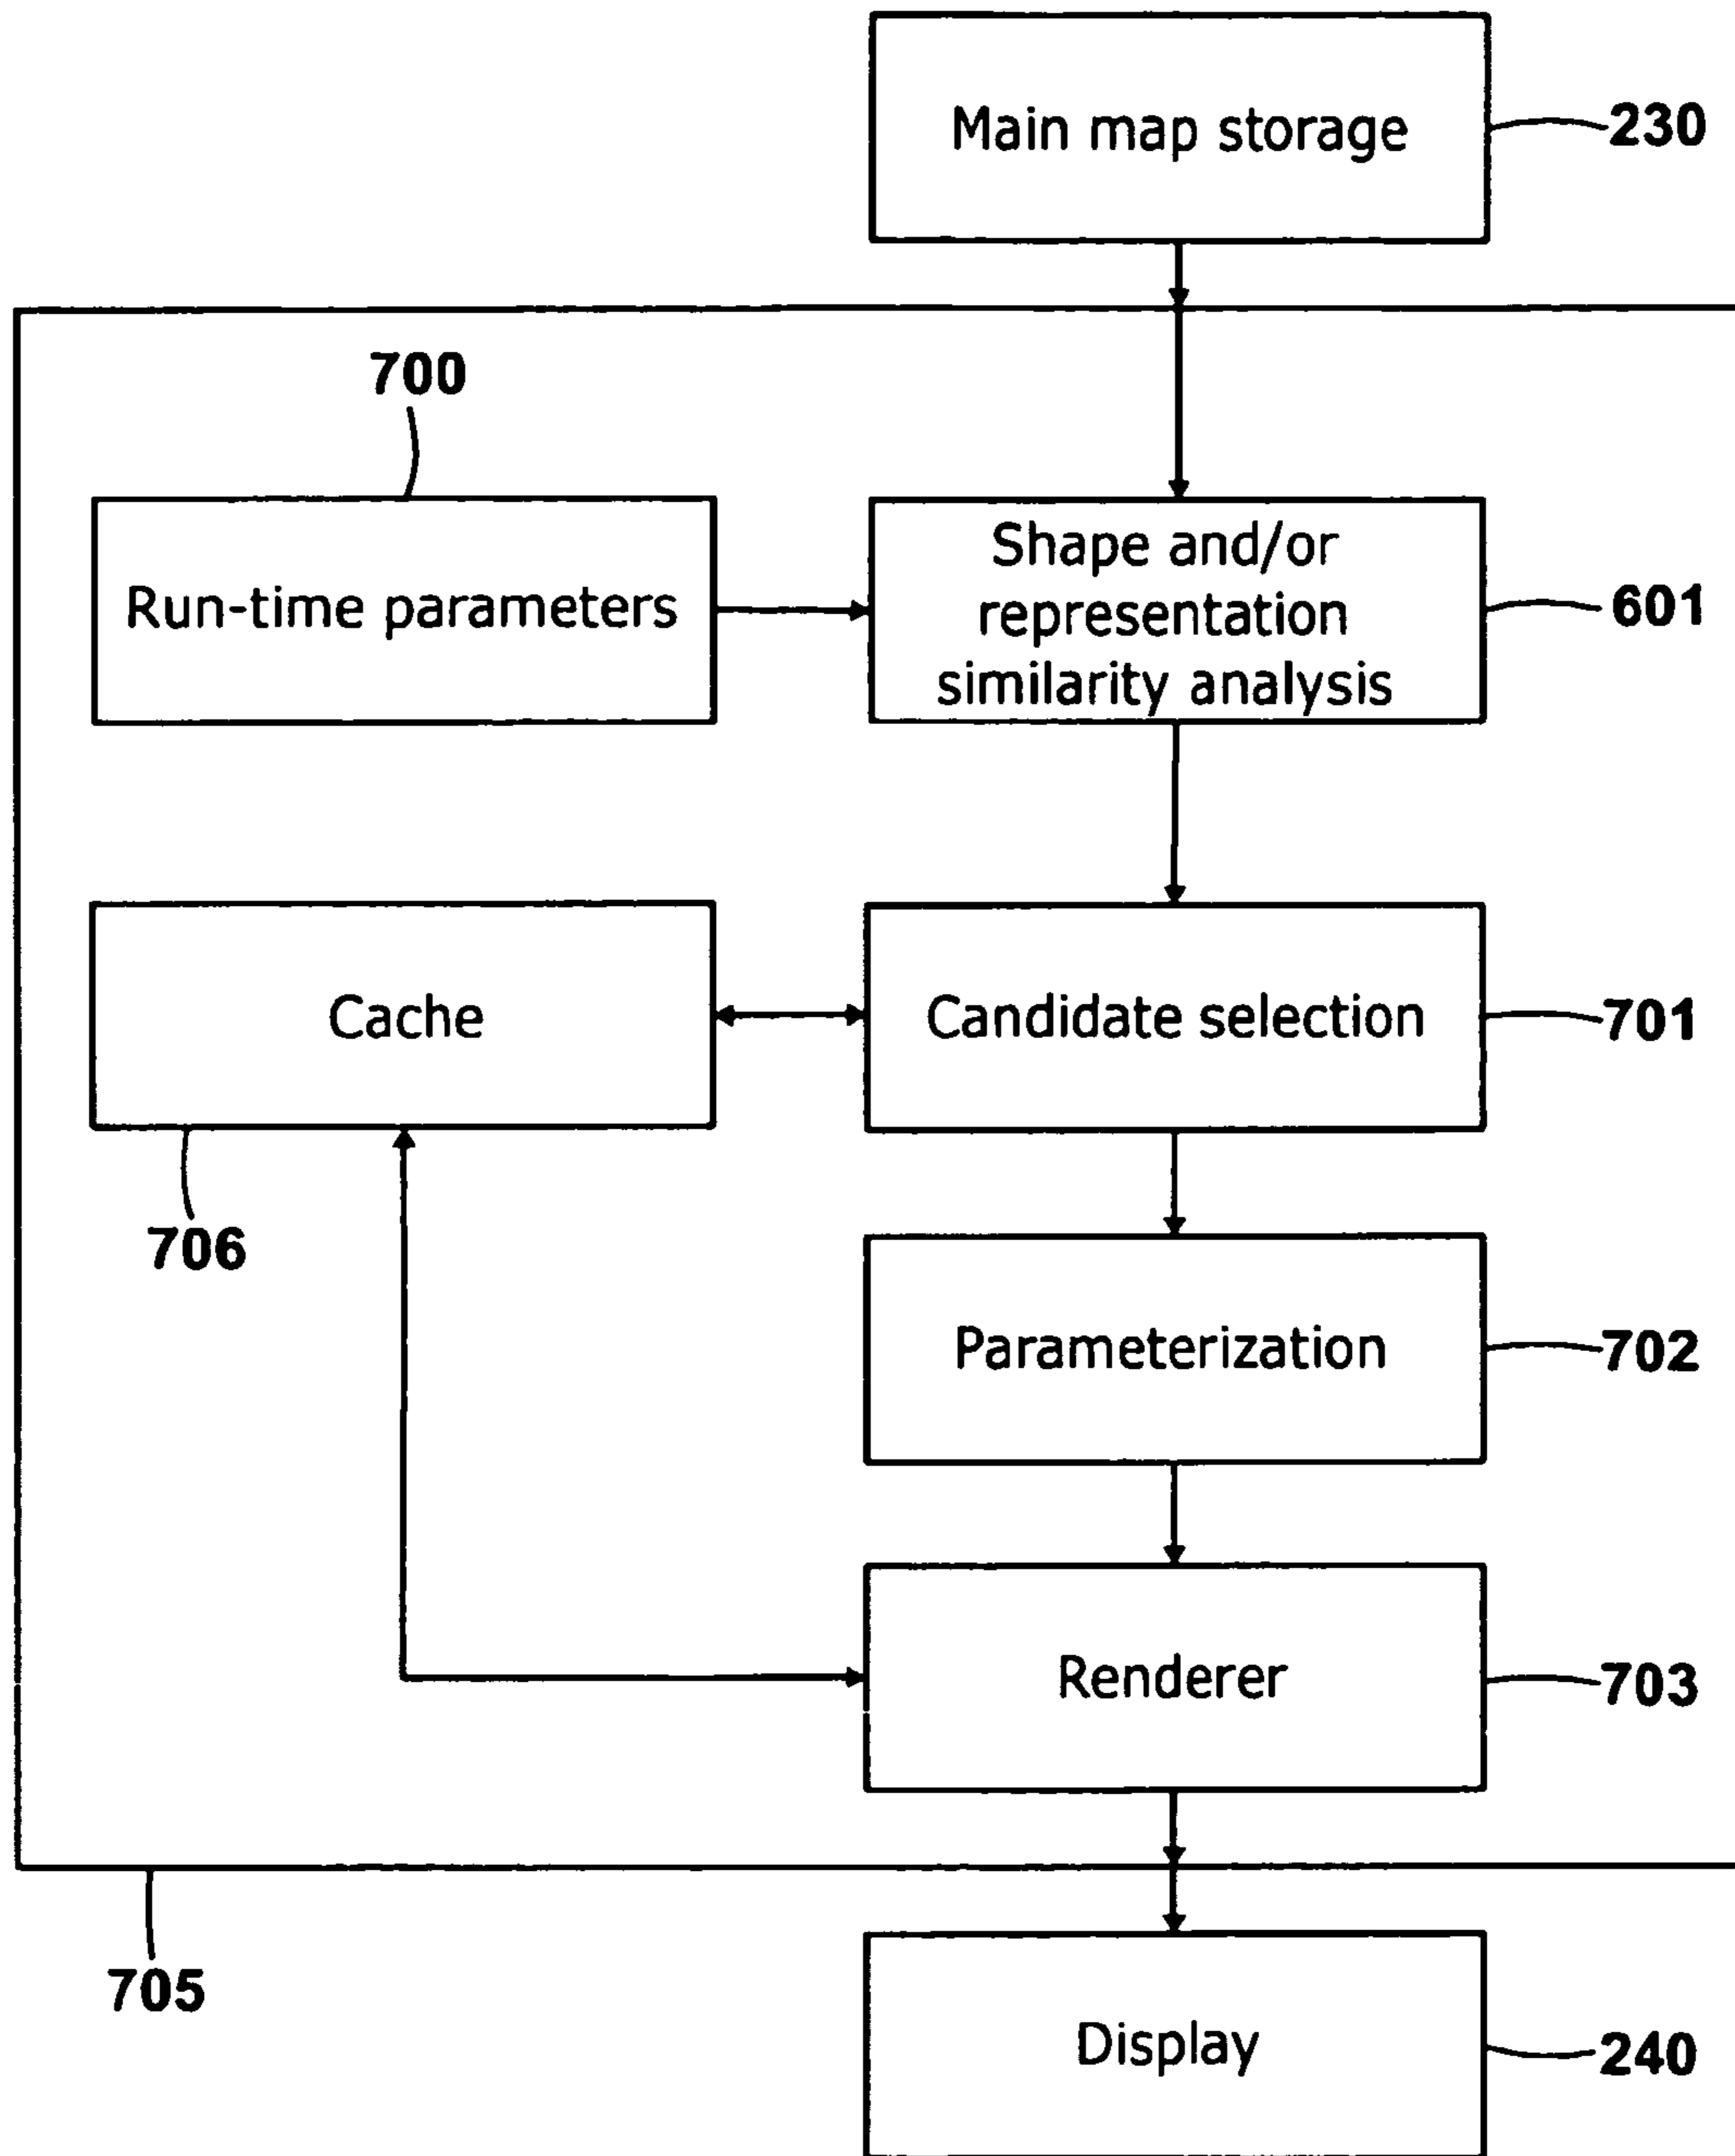 Main map storage
230
700
Run-time parameters
Shape and/or
representation
similarity analysis
601
Cache
Candidate selection
701
706
Parameterization
702
Renderer
703
705
Display
240